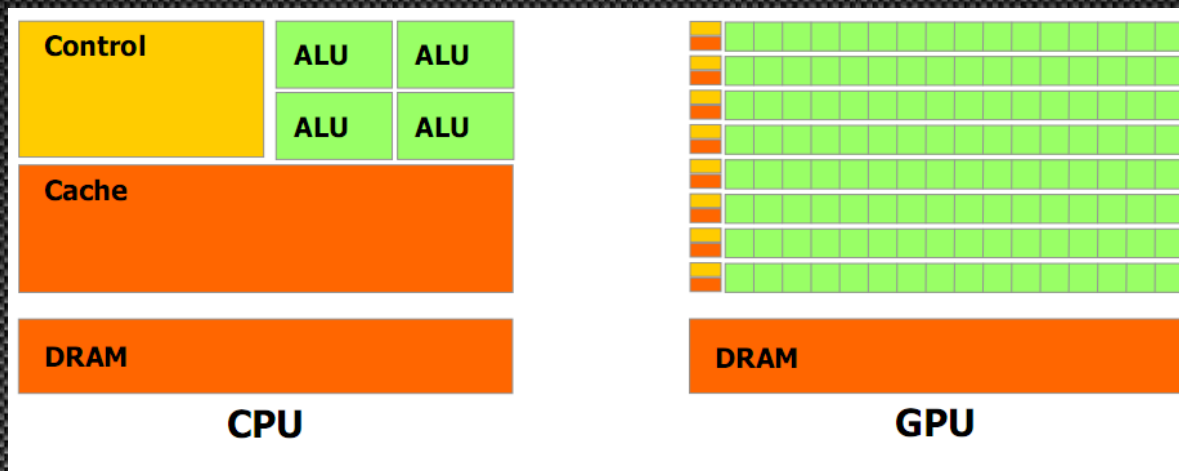 Control
ALU ALU
ALU ALU
Cache
DRAM
CPU
DRAM
GPU